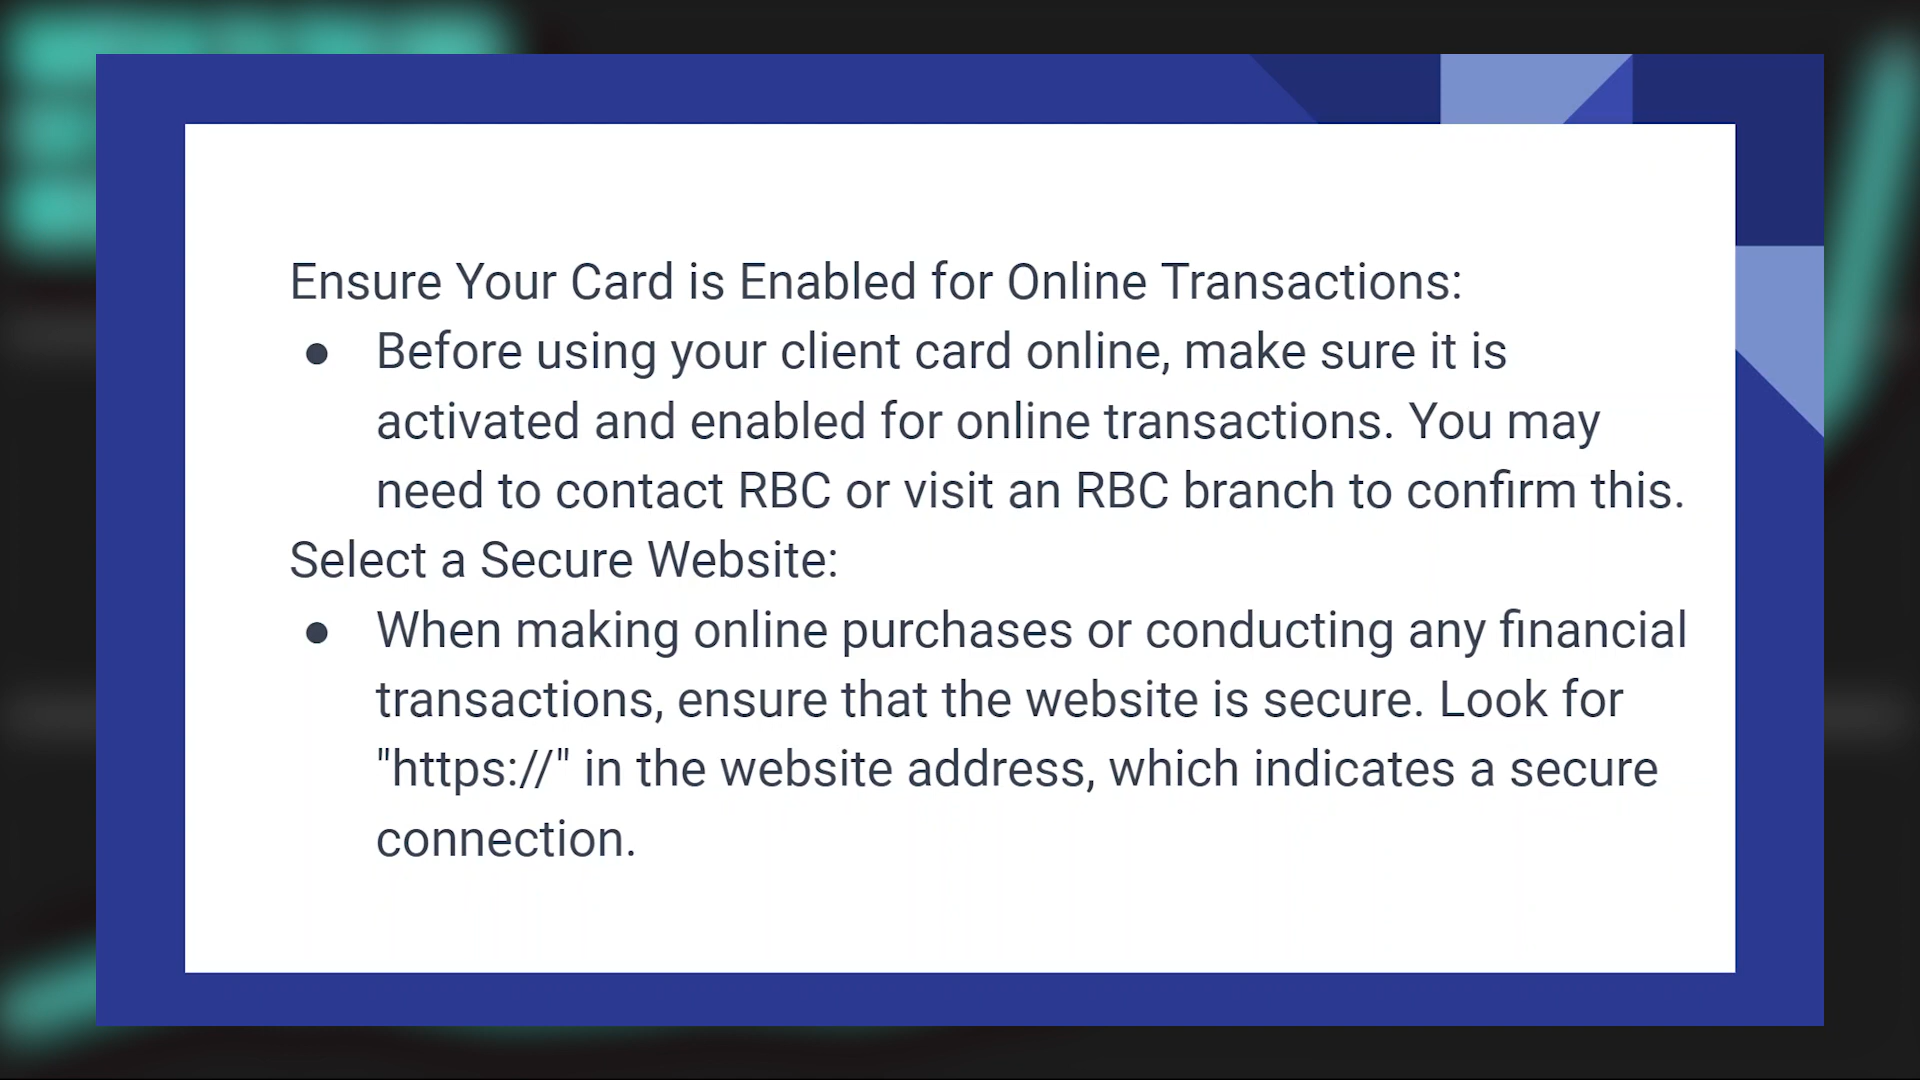 Ensure Your Card is Enabled for Online Transactions:
● Before using your client card online, make sure it is
activated and enabled for online transactions. You may
need to contact RBC or visit an RBC branch to confirm this.
Select a Secure Website:
● When making online purchases or conducting any financial
transactions, ensure that the website is secure. Look for
"https://" in the website address, which indicates a secure
connection.